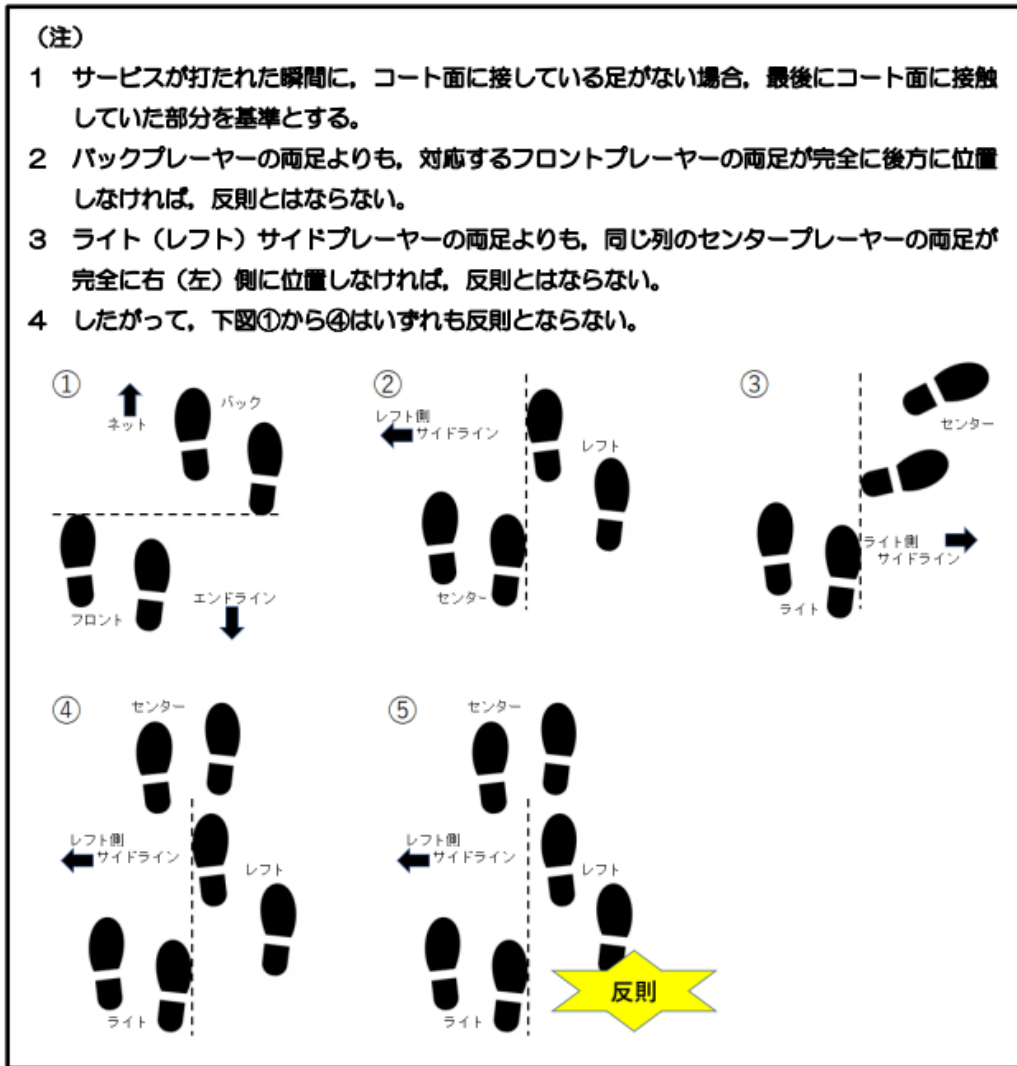 （注）
１　サービスが打たれた瞬間に，コート面に接している足がない場合，最後にコート面に接触
していた部分を基準とする。
２　バックプレーヤーの両足よりも，対応するフロントプレーヤーの両足が完全に後方に位置
しなければ，反則とはならない。
３　ライト（レフト）サイドプレーヤーの両足よりも，同じ列のセンタープレーヤーの両足が
完全に右（左）側に位置しなければ，反則とはならない。
４　したがって，下図①から④はいずれも反則とならない。
①
ネット
バック
フロント
エンドライン
②
レフト側
サイドライン
レフト
センター
③
センター
ライト側
サイドライン
ライト
④
センター
レフト側
サイドライン
レフト
ライト
⑤
センター
レフト側
サイドライン
レフト
ライト
反則